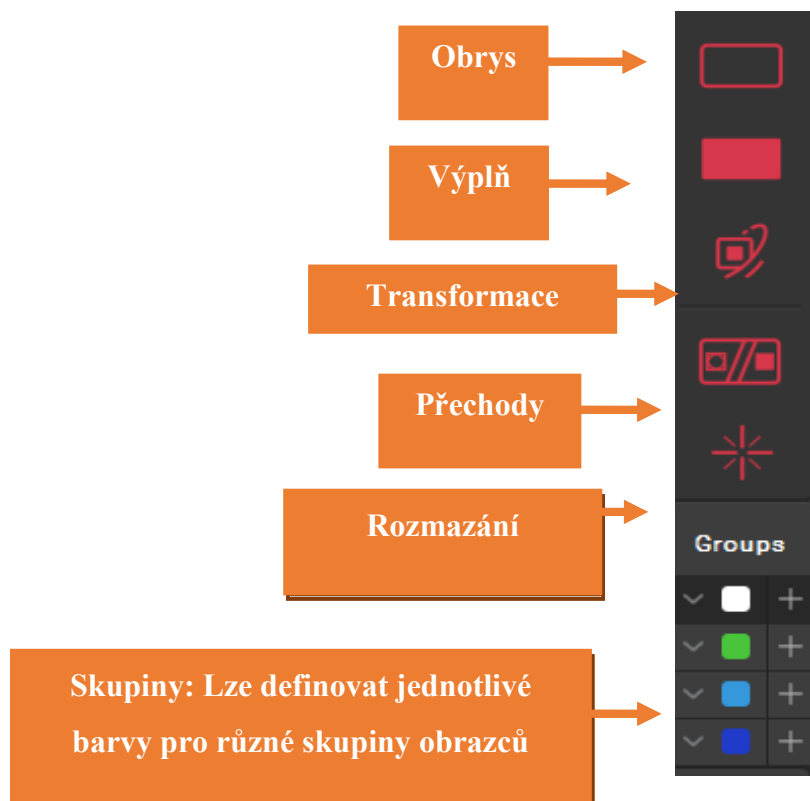 Obrys
Výplň
Transformace
Přechody
Rozmazání
Groups
Skupiny: Lze definovat jednotlivé
barvy pro různé skupiny obrazců